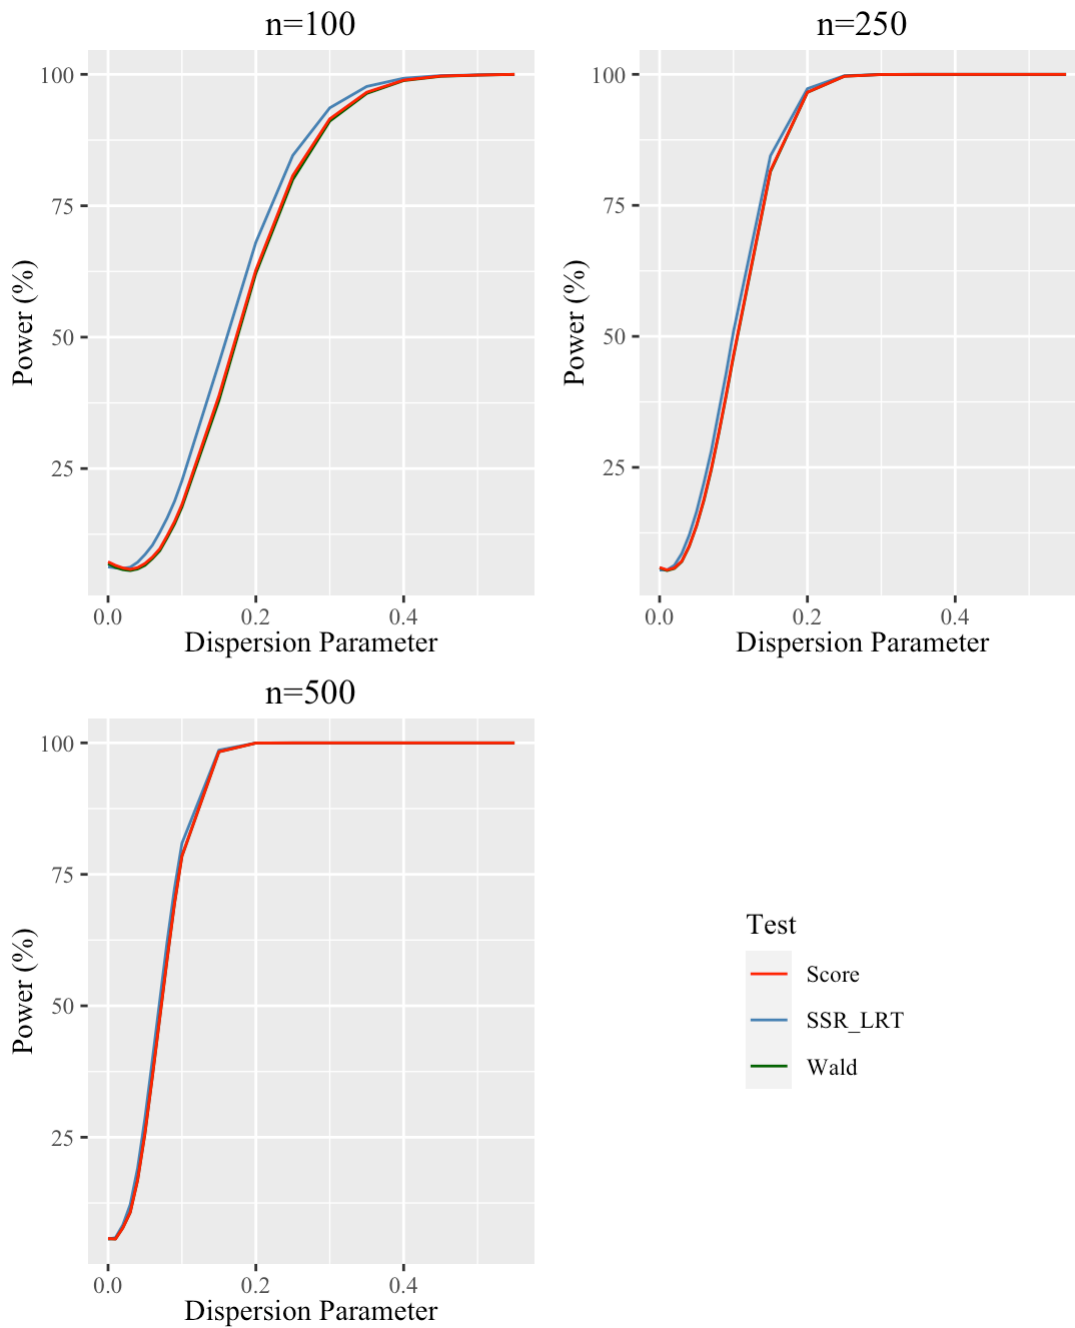 n=100
100
75
50
25
Power (%)
0.0 0.2 0.4
Dispersion Parameter
n=250
100
75
50
25
Power (%)
0.0 0.2 0.4
Dispersion Parameter
n=500
100
75
50
25
Power (%)
0.0 0.2 0.4
Dispersion Parameter
Test
Score
SSR_LRT
Wald